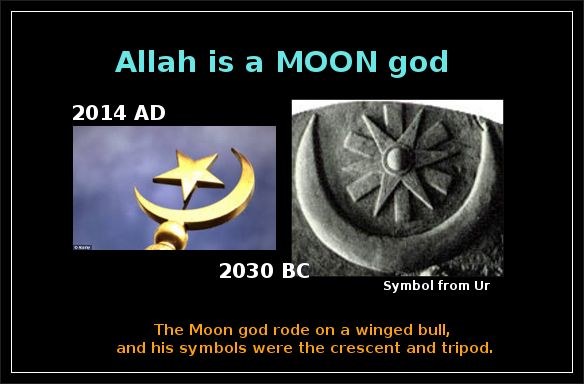 Allah is a MOON god
2014 AD
2030 BC
Symbol from Ur
The Moon god rode on a winged bull,
and his symbols were the crescent and tripod.